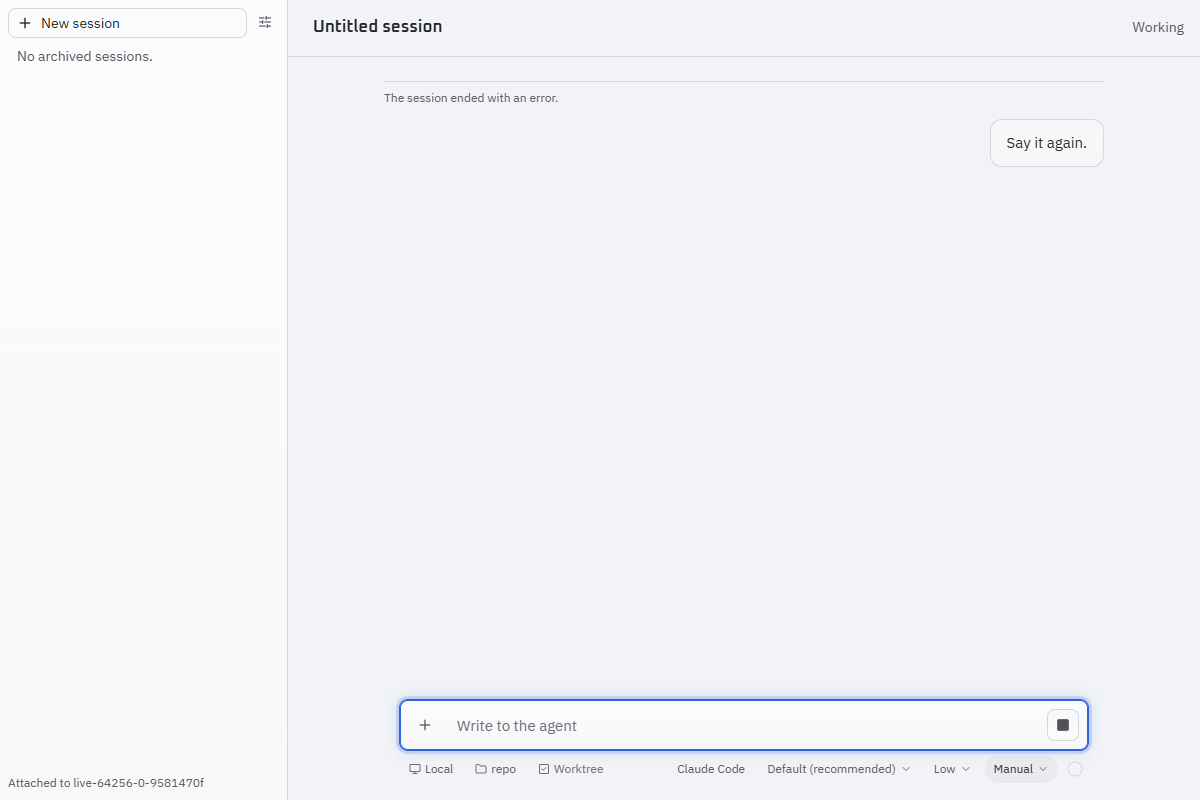 New session
No archived sessions.
Attached to live-64256-0-9581470f
Untitled session
Working
The session ended with an error.
Say it again.
Write to the agent
Local
repo
Worktree
Claude Code
Default (recommended)
Low
Manual